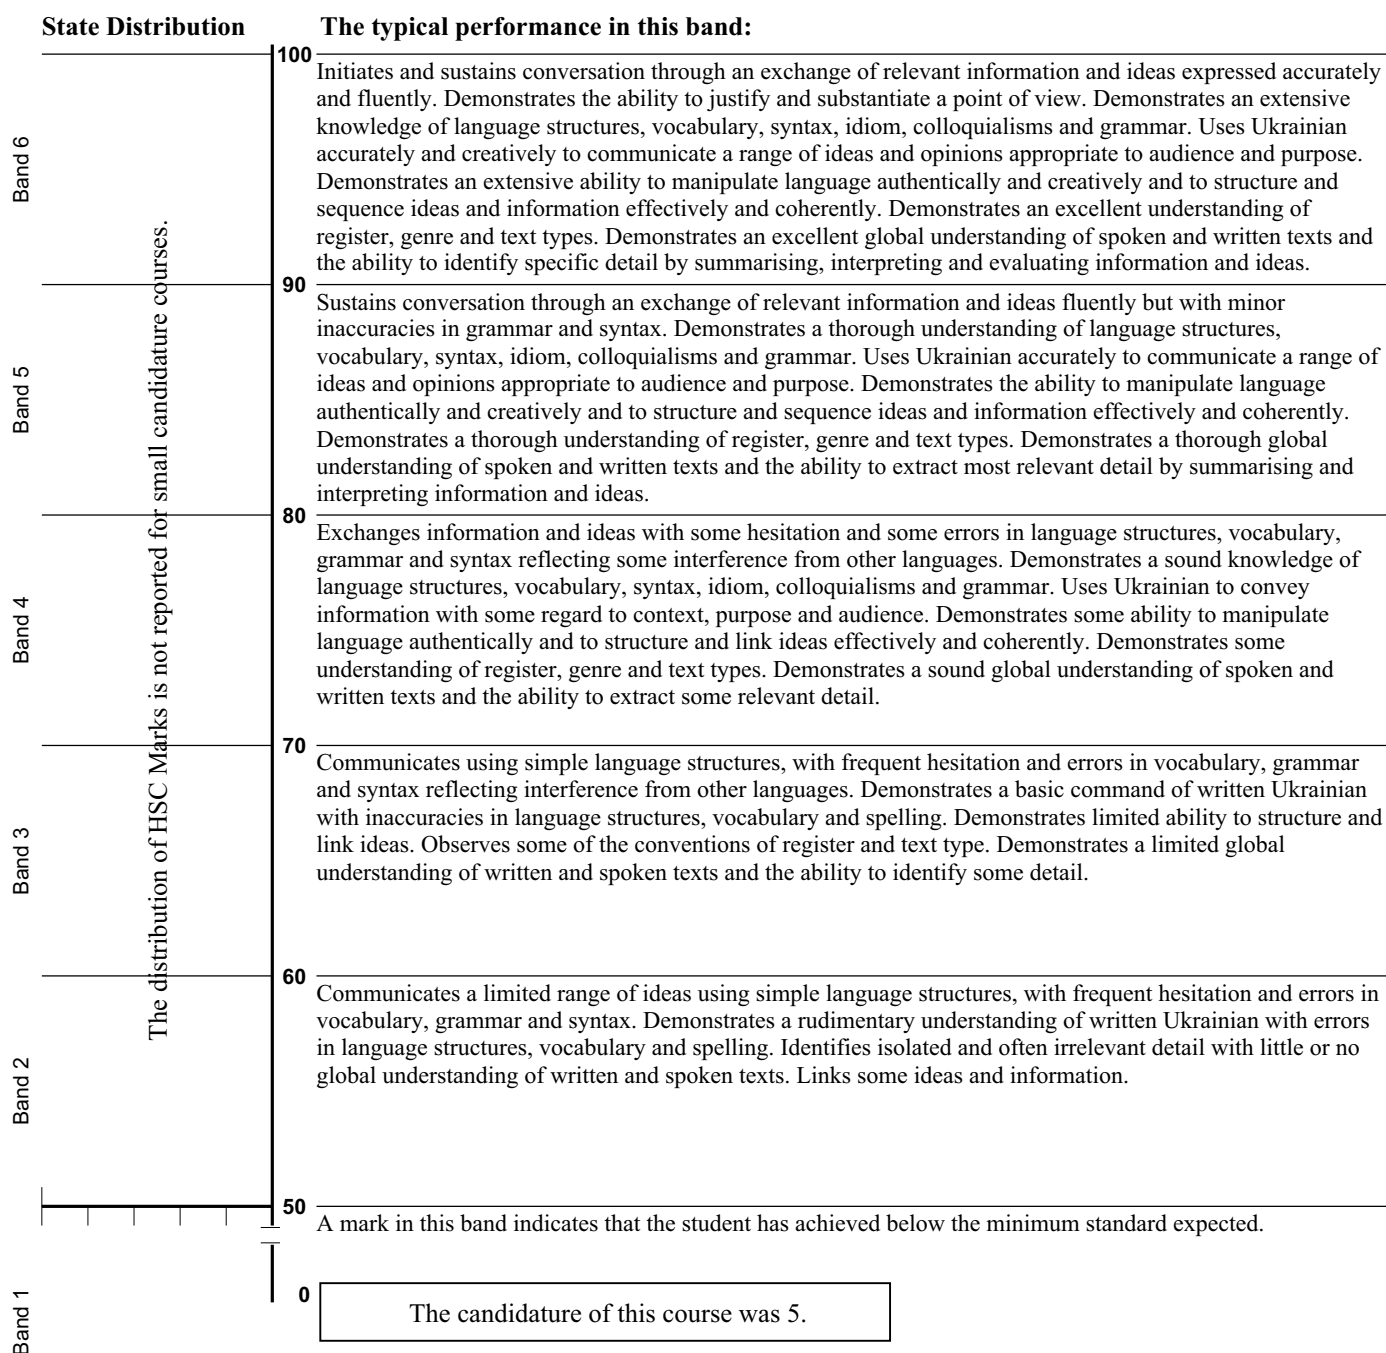 State Distribution
The typical performance in this band:
100
Band 6
Initiates and sustains conversation through an exchange of relevant information and ideas expressed accurately
and fluently. Demonstrates the ability to justify and substantiate a point of view. Demonstrates an extensive
knowledge of language structures, vocabulary, syntax, idiom, colloquialisms and grammar. Uses Ukrainian
accurately and creatively to communicate a range of ideas and opinions appropriate to audience and purpose.
Demonstrates an extensive ability to manipulate language authentically and creatively and to structure and
sequence ideas and information effectively and coherently. Demonstrates an excellent understanding of
register, genre and text types. Demonstrates an excellent global understanding of spoken and written texts and
the ability to identify specific detail by summarising, interpreting and evaluating information and ideas.
90
Band 5
Sustains conversation through an exchange of relevant information and ideas fluently but with minor
inaccuracies in grammar and syntax. Demonstrates a thorough understanding of language structures,
vocabulary, syntax, idiom, colloquialisms and grammar. Uses Ukrainian accurately to communicate a range of
ideas and opinions appropriate to audience and purpose. Demonstrates the ability to manipulate language
authentically and creatively and to structure and sequence ideas and information effectively and coherently.
Demonstrates a thorough understanding of register, genre and text types. Demonstrates a thorough global
understanding of spoken and written texts and the ability to extract most relevant detail by summarising and
interpreting information and ideas.
80
Band 4
Exchanges information and ideas with some hesitation and some errors in language structures, vocabulary,
grammar and syntax reflecting some interference from other languages. Demonstrates a sound knowledge of
language structures, vocabulary, syntax, idiom, colloquialisms and grammar. Uses Ukrainian to convey
information with some regard to context, purpose and audience. Demonstrates some ability to manipulate
language authentically and to structure and link ideas effectively and coherently. Demonstrates some
understanding of register, genre and text types. Demonstrates a sound global understanding of spoken and
written texts and the ability to extract some relevant detail.
70
Band 3
Communicates using simple language structures, with frequent hesitation and errors in vocabulary, grammar
and syntax reflecting interference from other languages. Demonstrates a basic command of written Ukrainian
with inaccuracies in language structures, vocabulary and spelling. Demonstrates limited ability to structure and
link ideas. Observes some of the conventions of register and text type. Demonstrates a limited global
understanding of written and spoken texts and the ability to identify some detail.
60
Band 2
Communicates a limited range of ideas using simple language structures, with frequent hesitation and errors in
vocabulary, grammar and syntax. Demonstrates a rudimentary understanding of written Ukrainian with errors
in language structures, vocabulary and spelling. Identifies isolated and often irrelevant detail with little or no
global understanding of written and spoken texts. Links some ideas and information.
50
A mark in this band indicates that the student has achieved below the minimum standard expected.
0
Band 1
The distribution of HSC Marks is not reported for small candidature courses.
The candidature of this course was 5.